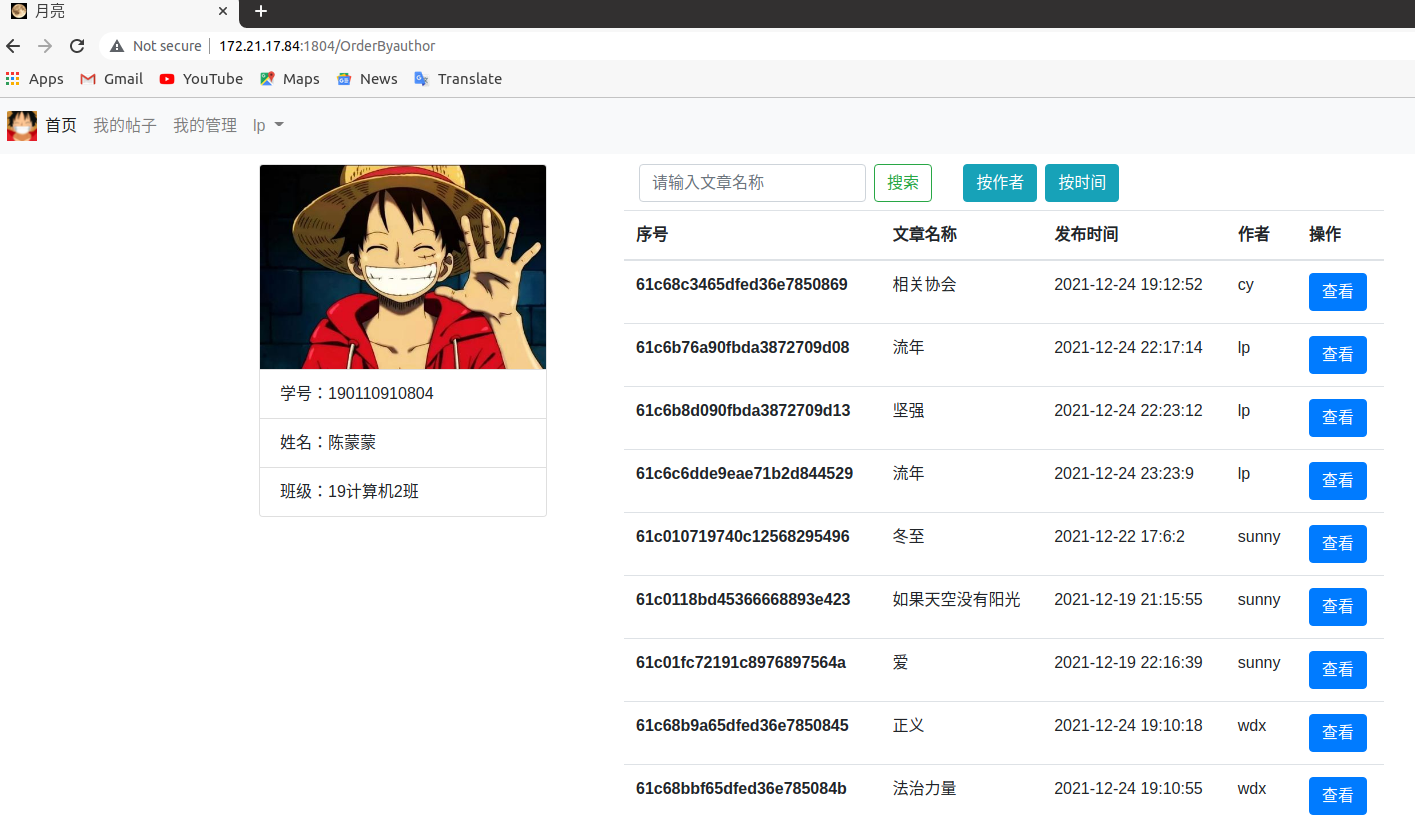 月亮
Not secure | 172.21.17.84:1804/OrderByauthor
Apps Gmail YouTube Maps News Translate
首页 我的帖子 我的管理 lp
学号：190110910804
姓名：陈蒙蒙
班级：19计算机2班
请输入文章名称 搜索 按作者 按时间
序号 文章名称 发布时间 作者 操作
61c68c3465dfed36e7850869 相关协会 2021-12-24 19:12:52 cy 查看
61c6b76a90fbda3872709d08 流年 2021-12-24 22:17:14 lp 查看
61c6b8d090fbda3872709d13 坚强 2021-12-24 22:23:12 lp 查看
61c6c6dde9eae71b2d844529 流年 2021-12-24 23:23:9 lp 查看
61c010719740c12568295496 冬至 2021-12-22 17:6:2 sunny 查看
61c0118bd45366668893e423 如果天空没有阳光 2021-12-19 21:15:55 sunny 查看
61c01fc72191c8976897564a 爱 2021-12-19 22:16:39 sunny 查看
61c68b9a65dfed36e7850845 正义 2021-12-24 19:10:18 wdx 查看
61c68bbf65dfed36e785084b 法治力量 2021-12-24 19:10:55 wdx 查看